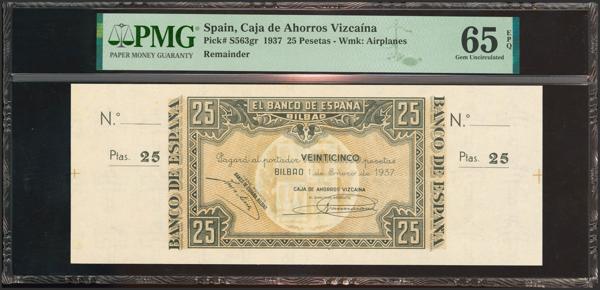 PMG
PAPER MONEY GUARANTY
Spain, Caja de Ahorros Vizcaína
Pick# S563gr 1937 25 Pesetas - Wmk: Airplanes
Remainder
65 EPQ
Gem Uncirculated
N.º
Ptas. 25
BANCO DE ESPAÑA
25
EL BANCO DE ESPAÑA
BILBAO
25
Pagará al portador VEINTICINCO pesetas
BILBAO 1 de Enero de 1937
CAJA DE AHORROS VIZCAINA
25
25
BANCO DE ESPAÑA
N.º
Ptas. 25